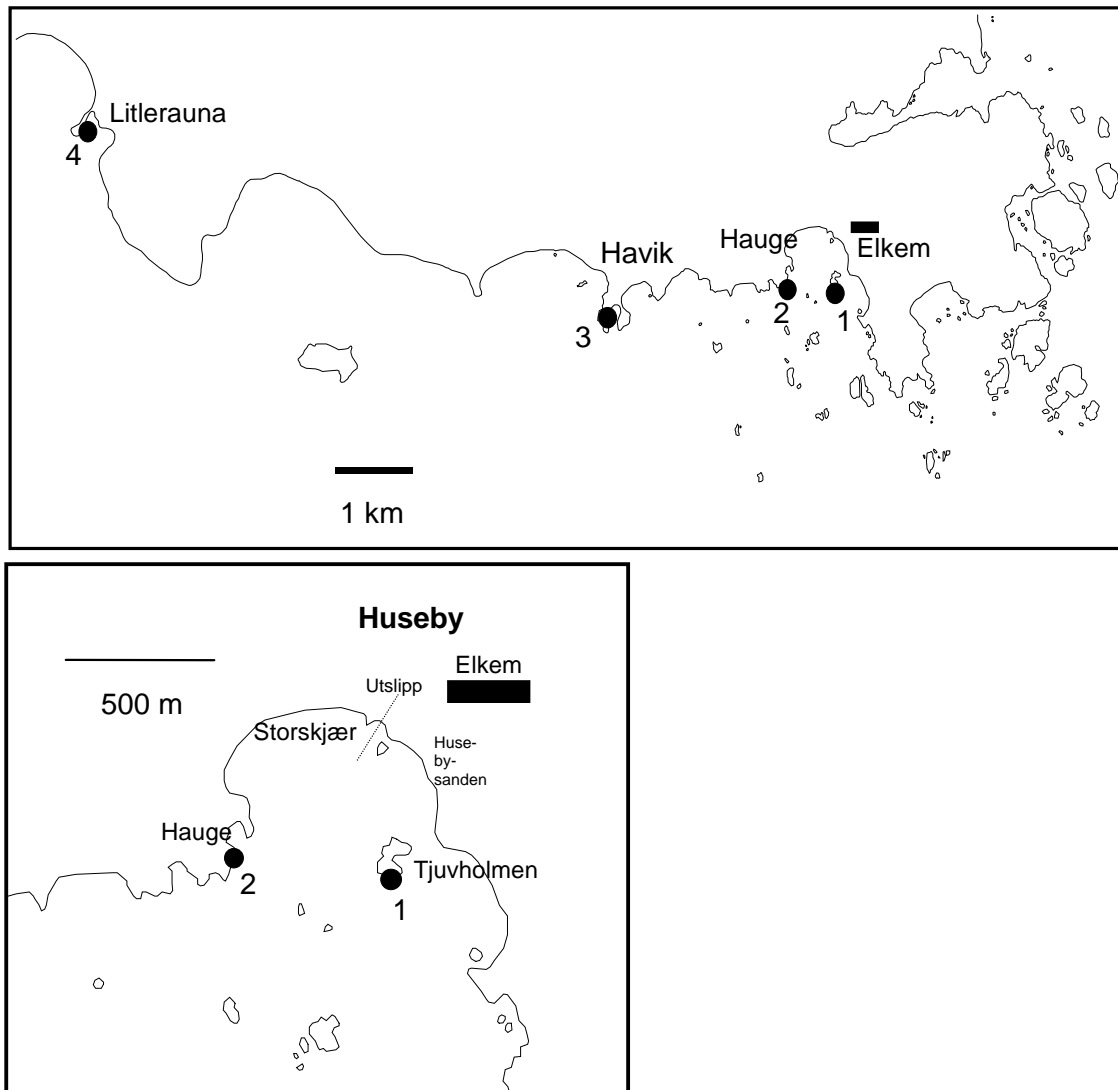 Litlerauna
4
Havik
3
Hauge
2
Elkem
1
1 km
Huseby
500 m
Elkem
Utslipp
Storskjær
Huse-
by-
sanden
Hauge
2
Tjuvholmen
1